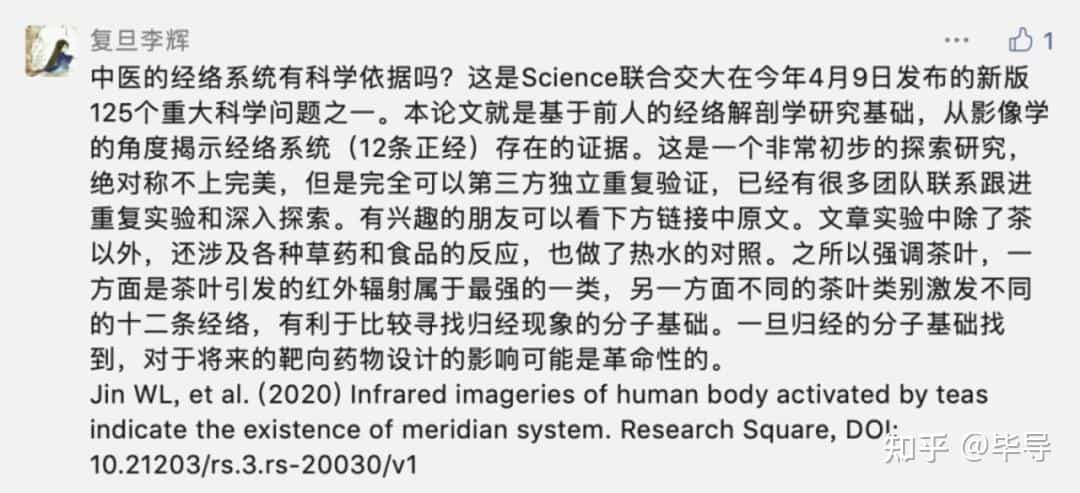 复旦李辉
1
中医的经络系统有科学依据吗？这是Science联合交大在今年4月9日发布的新版
125个重大科学问题之一。本论文就是基于前人的经络解剖学研究基础，从影像学
的角度揭示经络系统（12条正经）存在的证据。这是一个非常初步的探索研究，
绝对称不上完美，但是完全可以第三方独立重复验证，已经有很多团队联系跟进
重复实验和深入探索。有兴趣的朋友可以看下方链接中原文。文章实验中除了茶
以外，还涉及各种草药和食品的反应，也做了热水的对照。之所以强调茶叶，一
方面是茶叶引发的红外辐射属于最强的一类，另一方面不同的茶叶类别激发不同
的十二条经络，有利于比较寻找归经现象的分子基础。一旦归经的分子基础找
到，对于将来的靶向药物设计的影响可能是革命性的。
Jin WL, et al. (2020) Infrared imageries of human body activated by teas
indicate the existence of meridian system. Research Square, DOI:
10.21203/rs.3.rs-20030/v1
知乎 @毕导